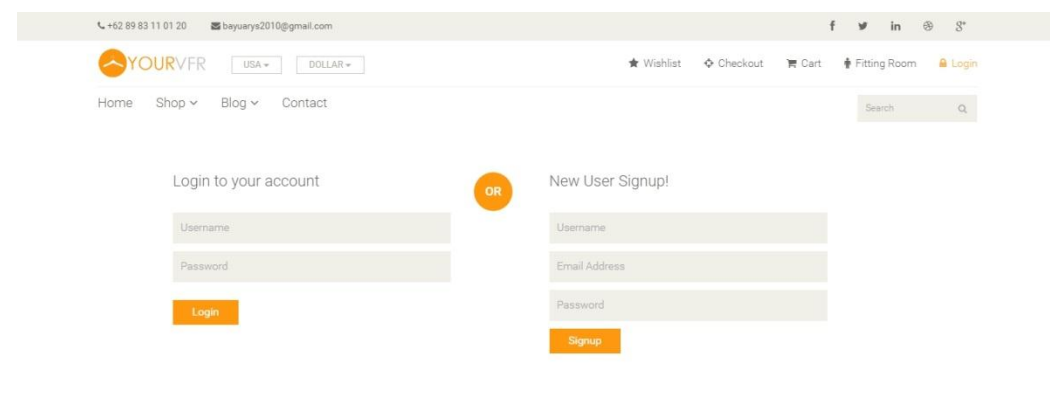 +62 89 83 11 01 20 bayuarys2010@gmail.com
YOURVFR USA DOLLAR Wishlist Checkout Cart Fitting Room Login
Home Shop Blog Contact Search
Login to your account
Username
Password
Login
OR
New User Signup!
Username
Email Address
Password
Signup